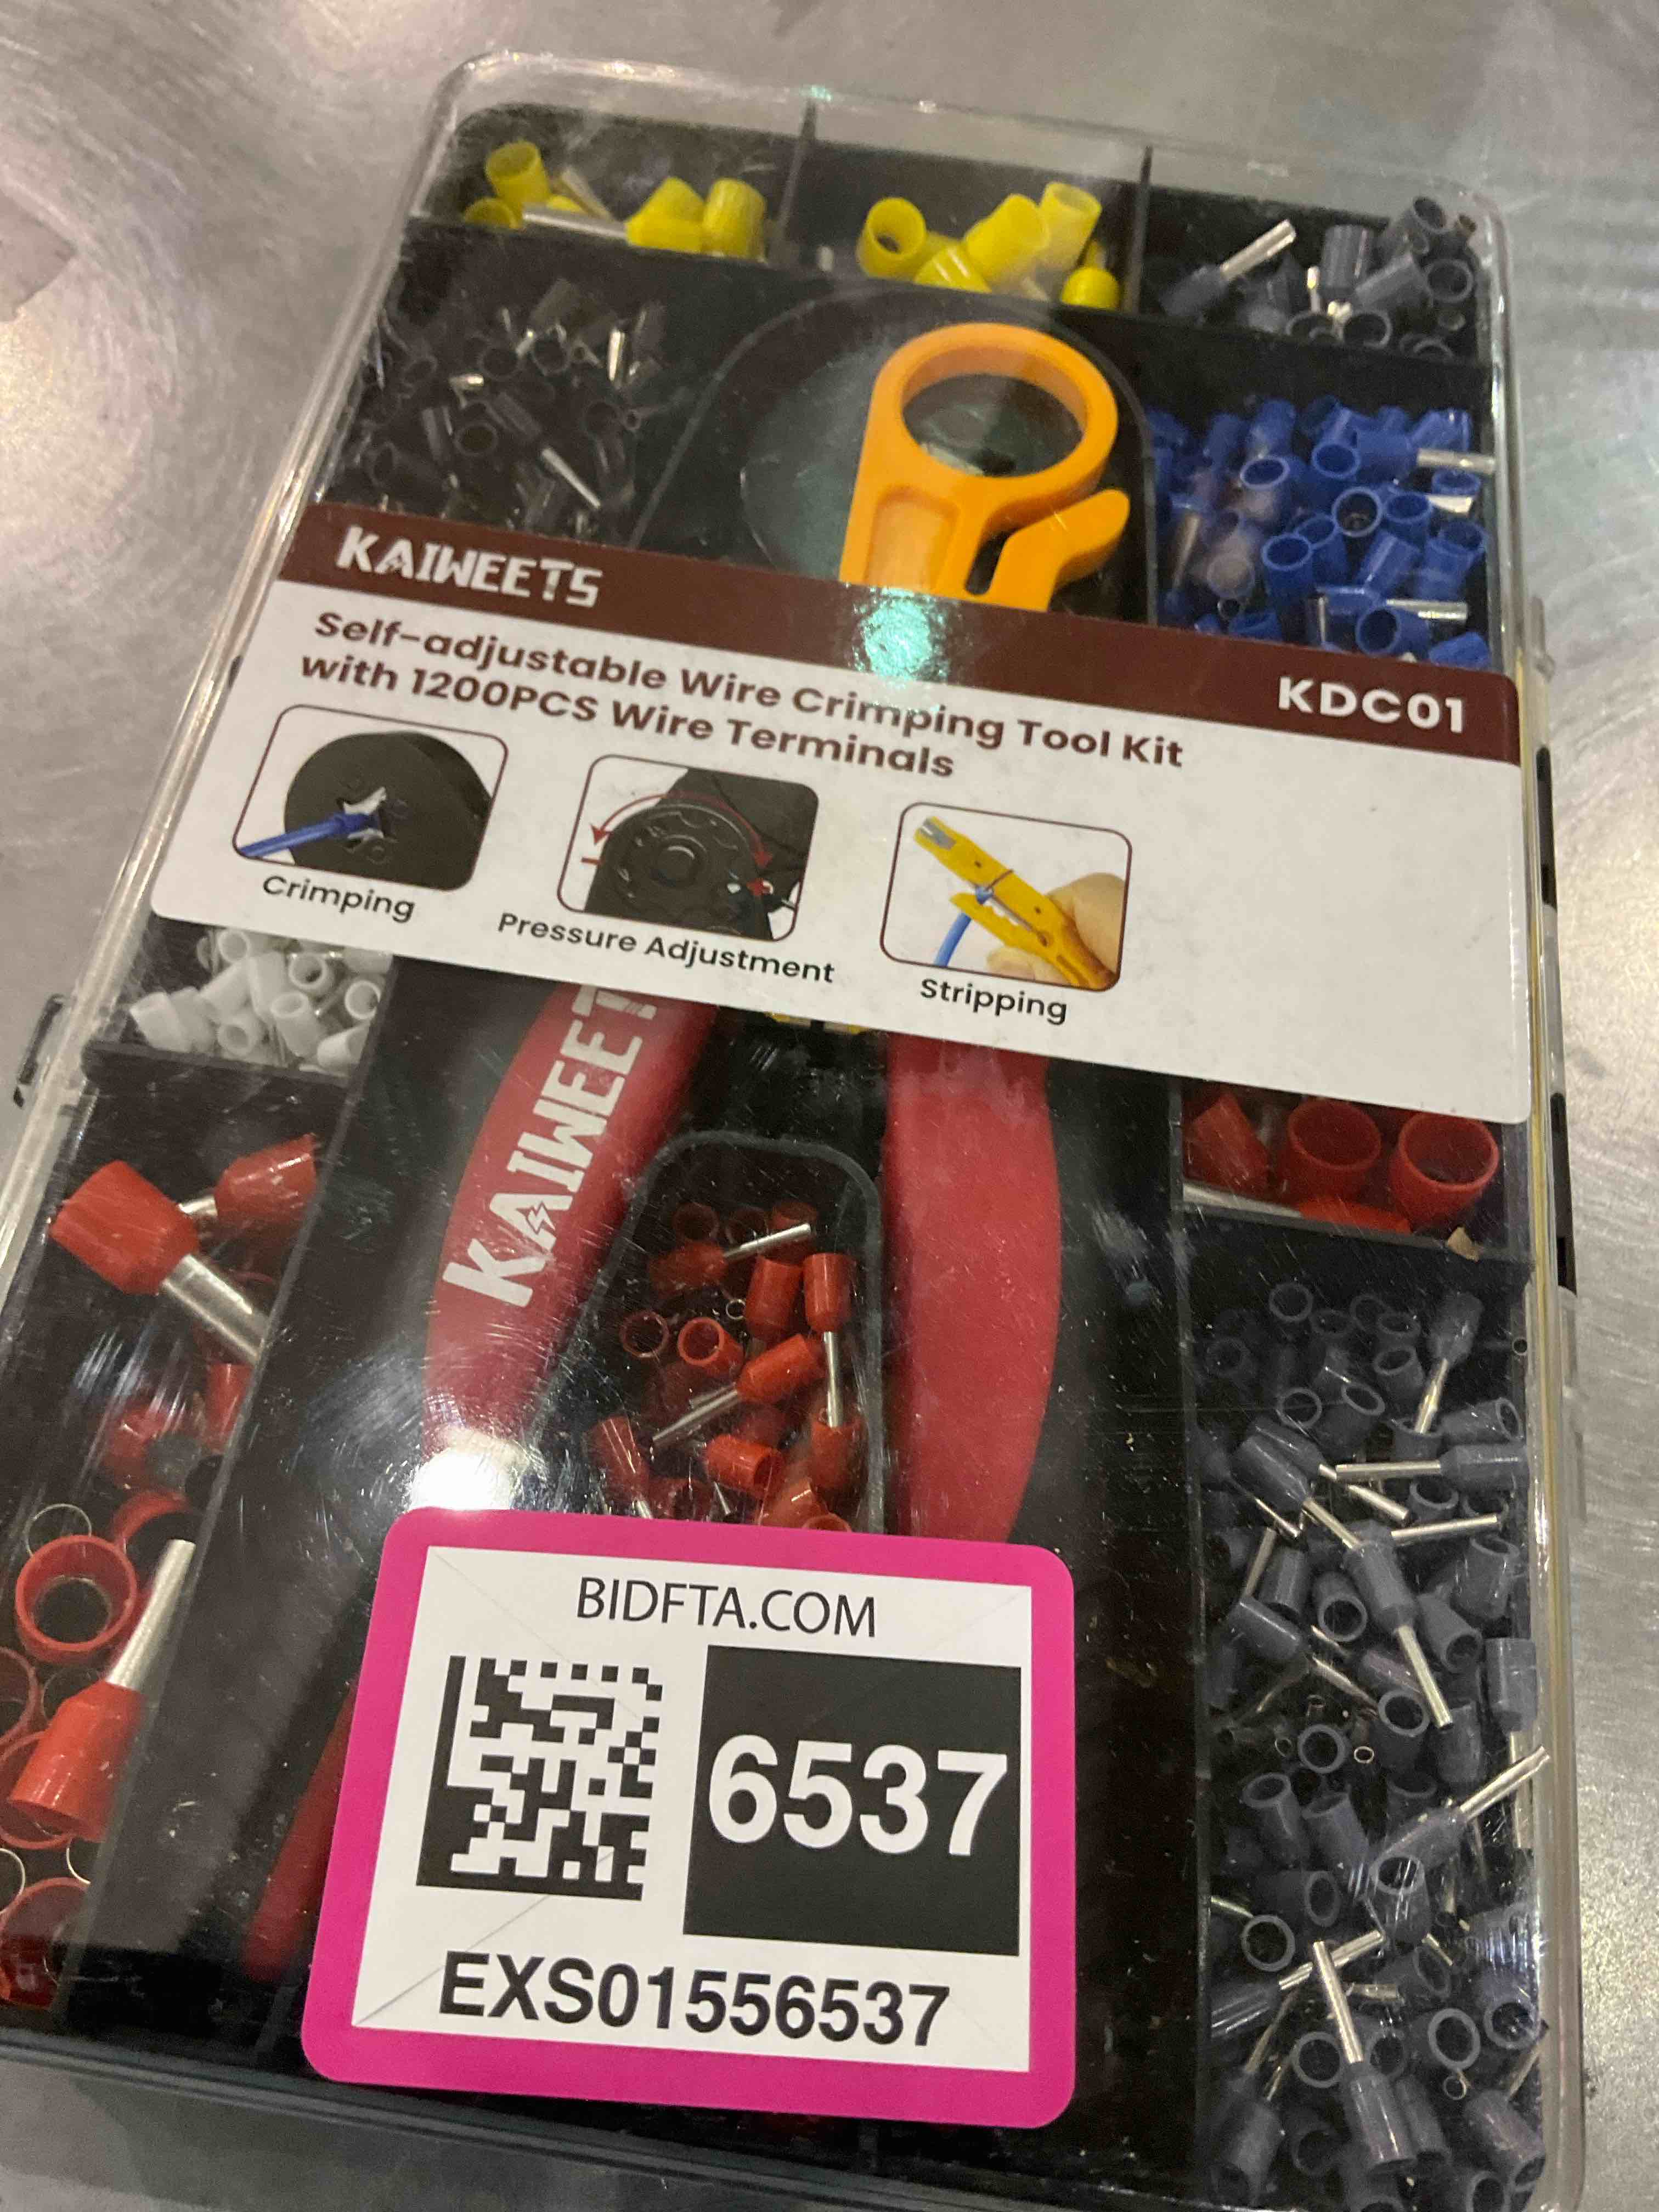 KAIWEETS
KDC01
Self-adjustable Wire Crimping Tool Kit
with 1200PCS Wire Terminals
Crimping
Pressure Adjustment
Stripping
KAIWEET
BIDFTA.COM
6537
EXS01556537